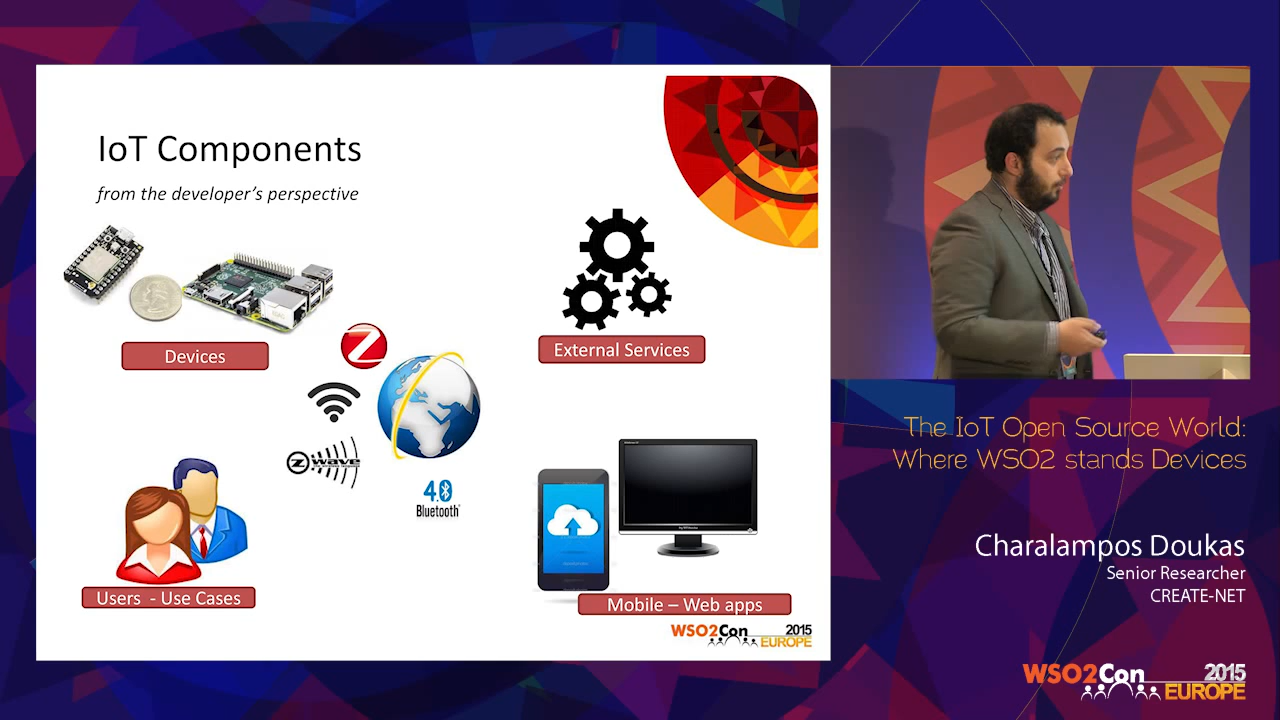 IoT Components
from the developer's perspective
Devices
External Services
Z
Z wave
4.0
Bluetooth
Users - Use Cases
Mobile – Web apps
WSO2Con 2015
EUROPE
The IoT Open Source World:
Where WSO2 stands Devices
Charalampos Doukas
Senior Researcher
CREATE-NET
WSO2Con 2015
EUROPE